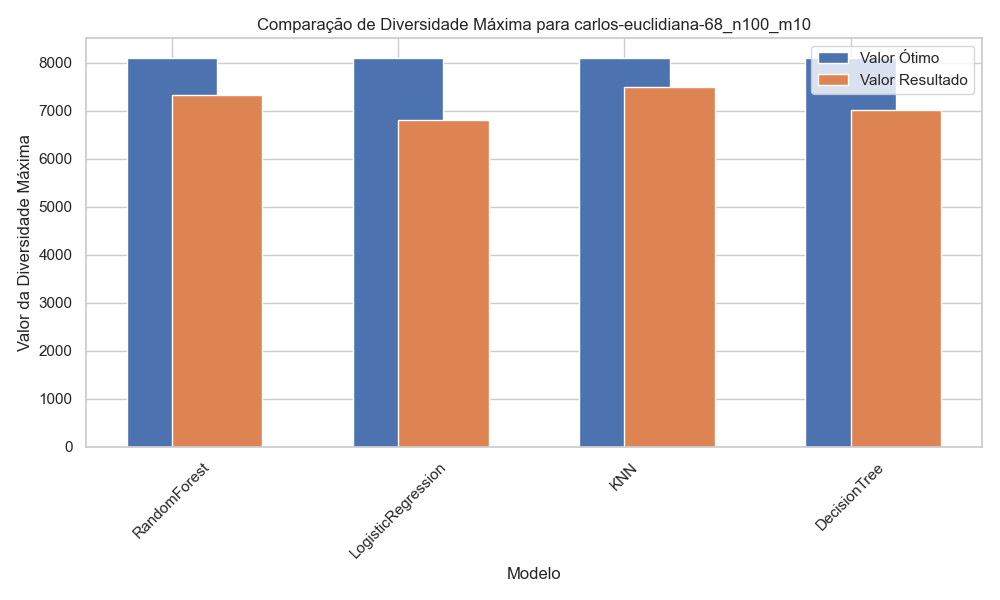 Comparação de Diversidade Máxima para carlos-euclidiana-68_n100_m10
Valor Ótimo
Valor Resultado
Valor da Diversidade Máxima
8000
7000
6000
5000
4000
3000
2000
1000
0
RandomForest
LogisticRegression
KNN
DecisionTree
Modelo